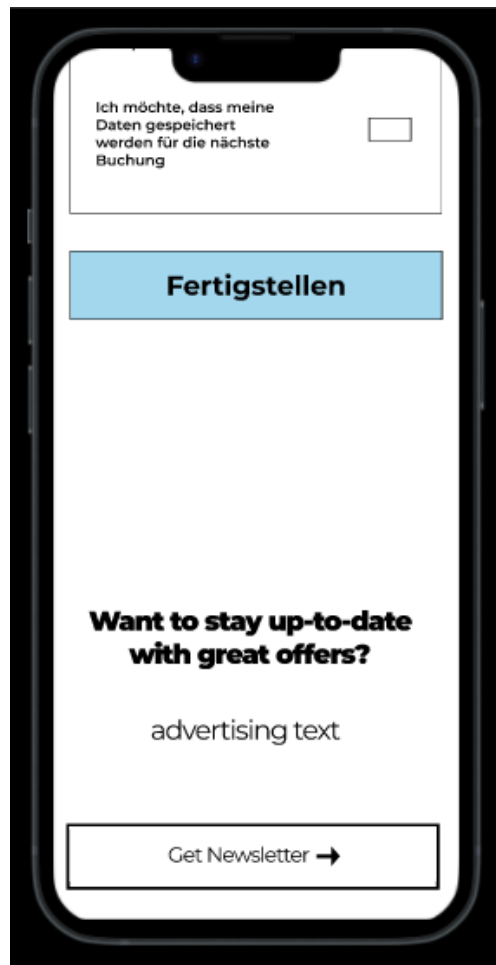 Ich möchte, dass meine
Daten gespeichert
werden für die nächste
Buchung
Fertigstellen
Want to stay up-to-date
with great offers?
advertising text
Get Newsletter →